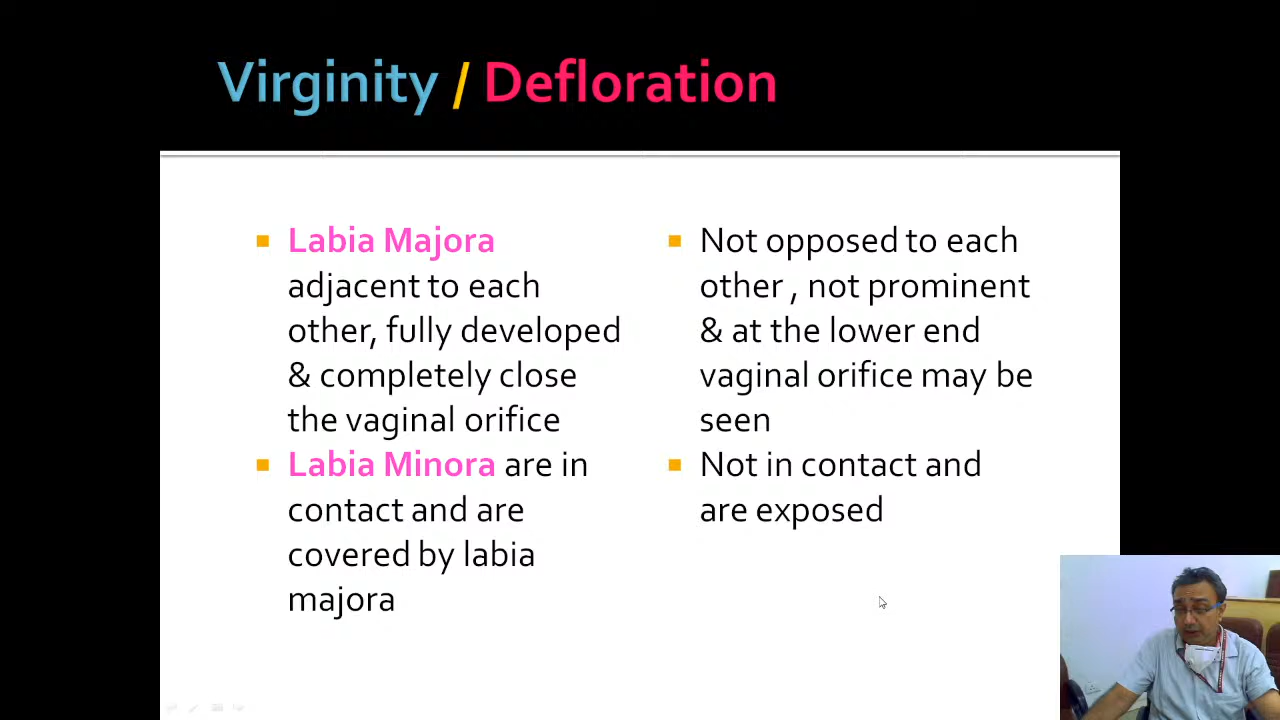 Virginity / Defloration
Labia Majora
adjacent to each
other, fully developed
& completely close
the vaginal orifice
Labia Minora are in
contact and are
covered by labia
majora
Not opposed to each
other , not prominent
& at the lower end
vaginal orifice may be
seen
Not in contact and
are exposed